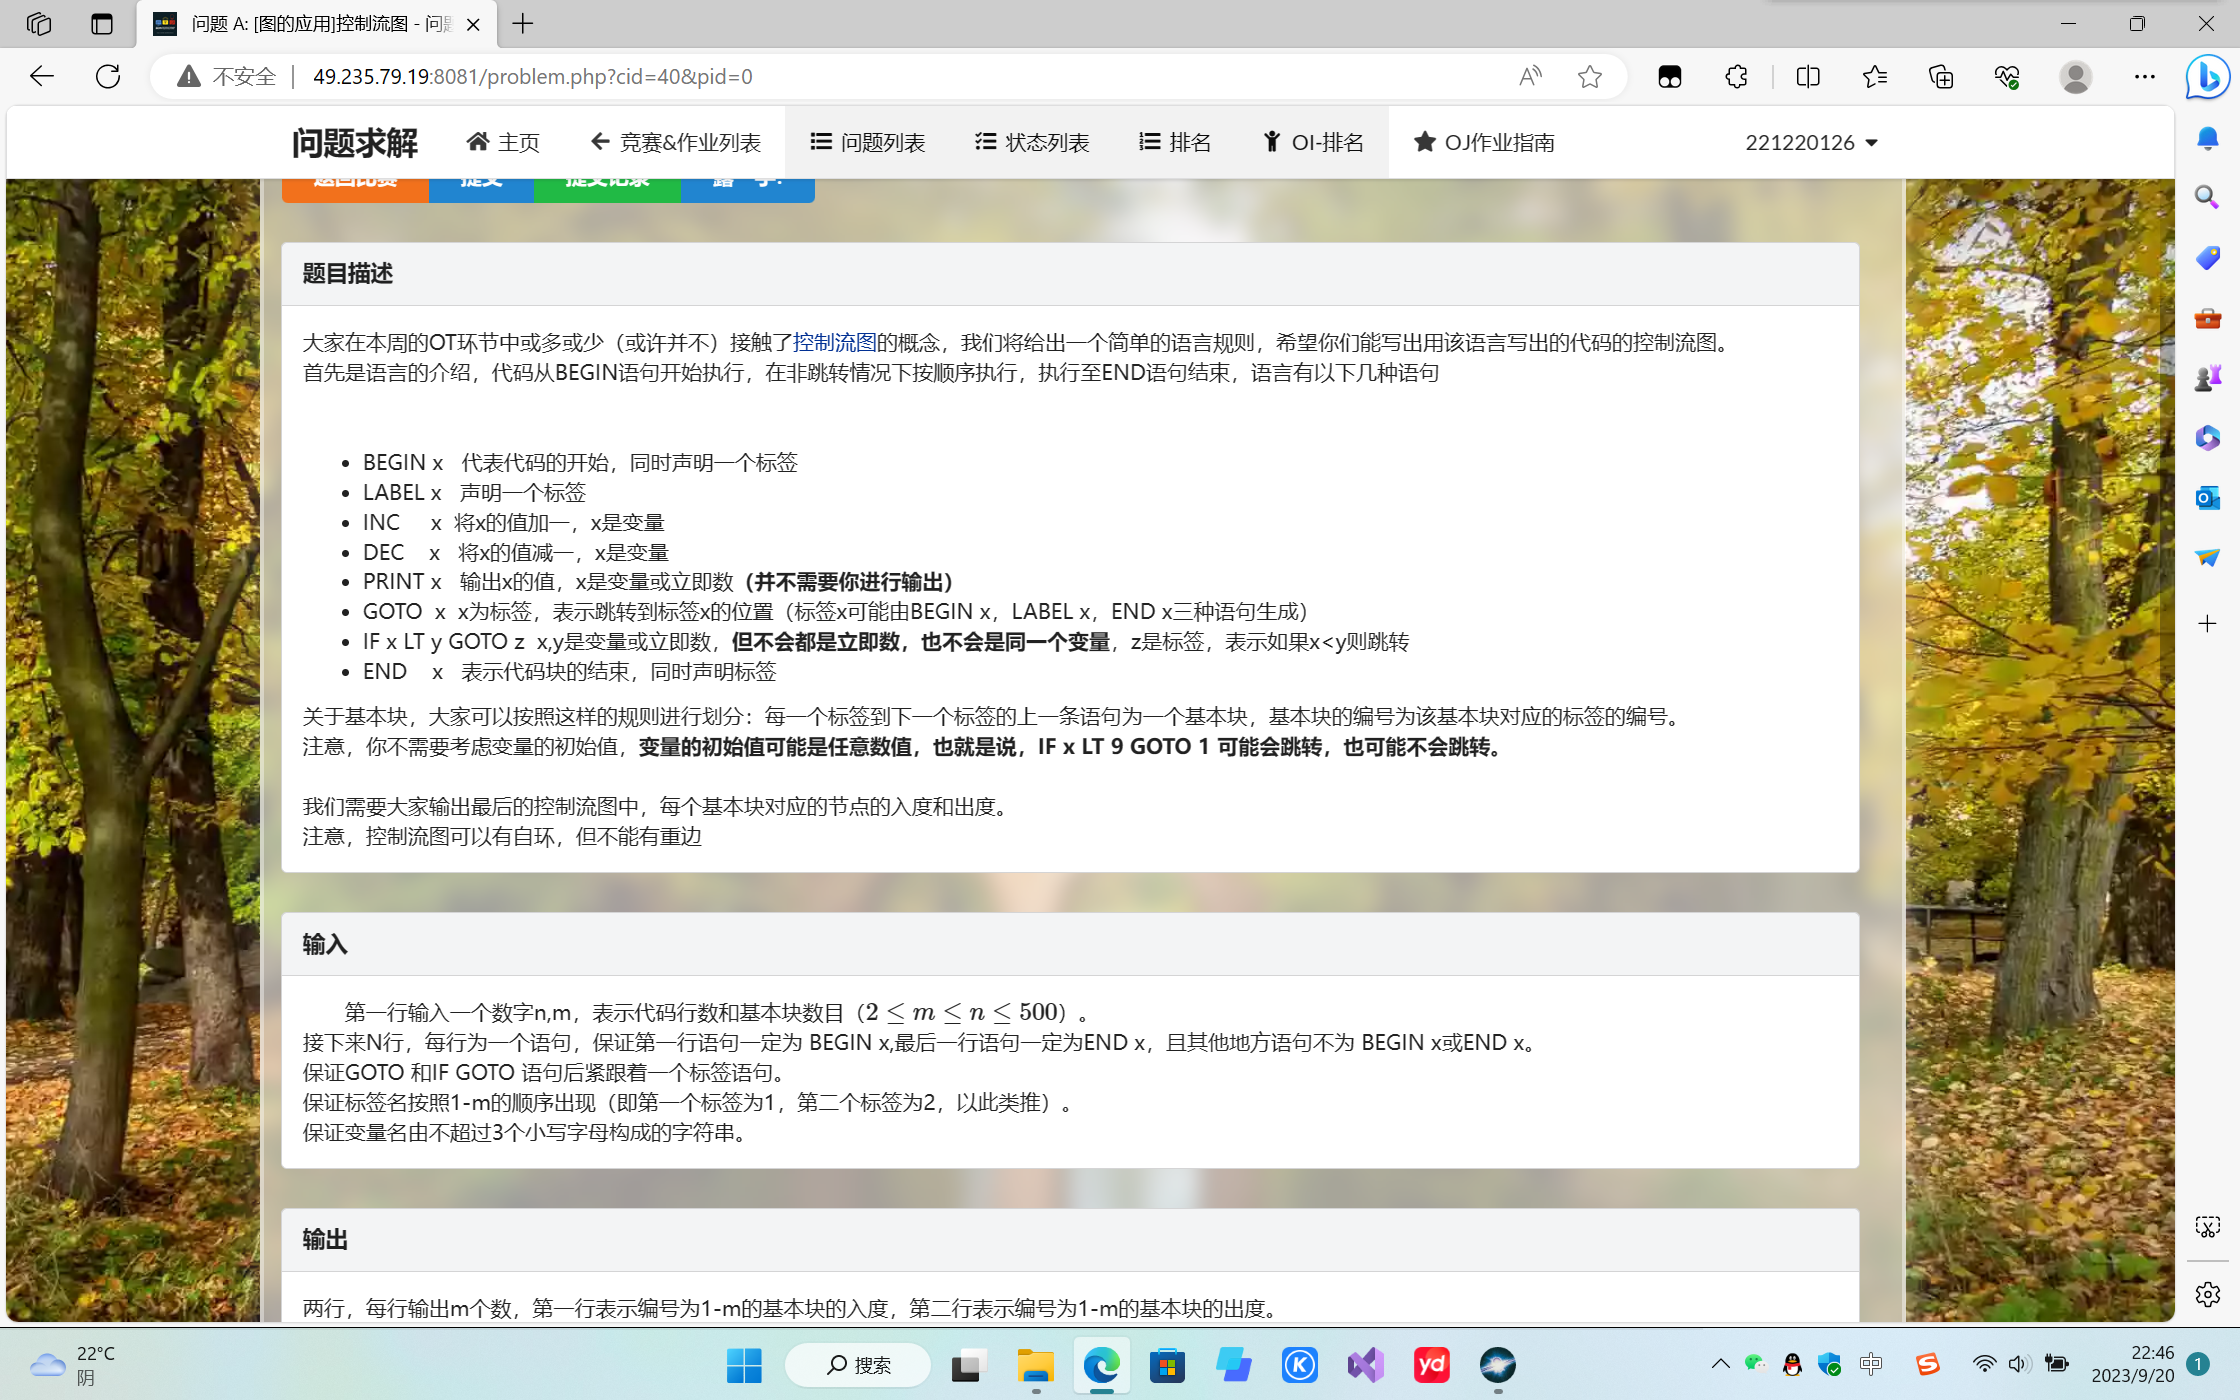 问题 A: [图的应用]控制流图 - 问题
不安全 49.235.79.19:8081/problem.php?cid=40&pid=0
问题求解 主页 竞赛&作业列表 问题列表 状态列表 排名 OI-排名 OJ作业指南 221220126
返回比赛 提交 提交记录
题目描述
大家在本周的OT环节中或多或少（或许并不）接触了控制流图的概念，我们将给出一个简单的语言规则，希望你们能写出用该语言写出的代码的控制流图。
首先是语言的介绍，代码从BEGIN语句开始执行，在非跳转情况下按顺序执行，执行至END语句结束，语言有以下几种语句
• BEGIN x 代表代码的开始，同时声明一个标签
• LABEL x 声明一个标签
• INC x 将x的值加一，x是变量
• DEC x 将x的值减一，x是变量
• PRINT x 输出x的值，x是变量或立即数（并不需要你进行输出）
• GOTO x x为标签，表示跳转到标签x的位置（标签x可能由BEGIN x，LABEL x，END x三种语句生成）
• IF x LT y GOTO z x,y是变量或立即数，但不会都是立即数，也不会是同一个变量，z是标签，表示如果x<y则跳转
• END x 表示代码块的结束，同时声明标签
关于基本块，大家可以按照这样的规则进行划分：每一个标签到下一个标签的上一条语句为一个基本块，基本块的编号为该基本块对应的标签的编号。
注意，你不需要考虑变量的初始值，变量的初始值可能是任意数值，也就是说，IF x LT 9 GOTO 1 可能会跳转，也可能不会跳转。
我们需要大家输出最后的控制流图中，每个基本块对应的节点的入度和出度。
注意，控制流图可以有自环，但不能有重边
输入
第一行输入一个数字n,m，表示代码行数和基本块数目（2 ≤ m ≤ n ≤ 500）。
接下来N行，每行为一个语句，保证第一行语句一定为 BEGIN x,最后一行语句一定为END x，且其他地方语句不为 BEGIN x或END x。
保证GOTO 和IF GOTO 语句后紧跟着一个标签语句。
保证标签名按照1-m的顺序出现（即第一个标签为1，第二个标签为2，以此类推）。
保证变量名由不超过3个小写字母构成的字符串。
输出
两行，每行输出m个数，第一行表示编号为1-m的基本块的入度，第二行表示编号为1-m的基本块的出度。
22°C
阴
搜索
yd
中
22:46
2023/9/20
1